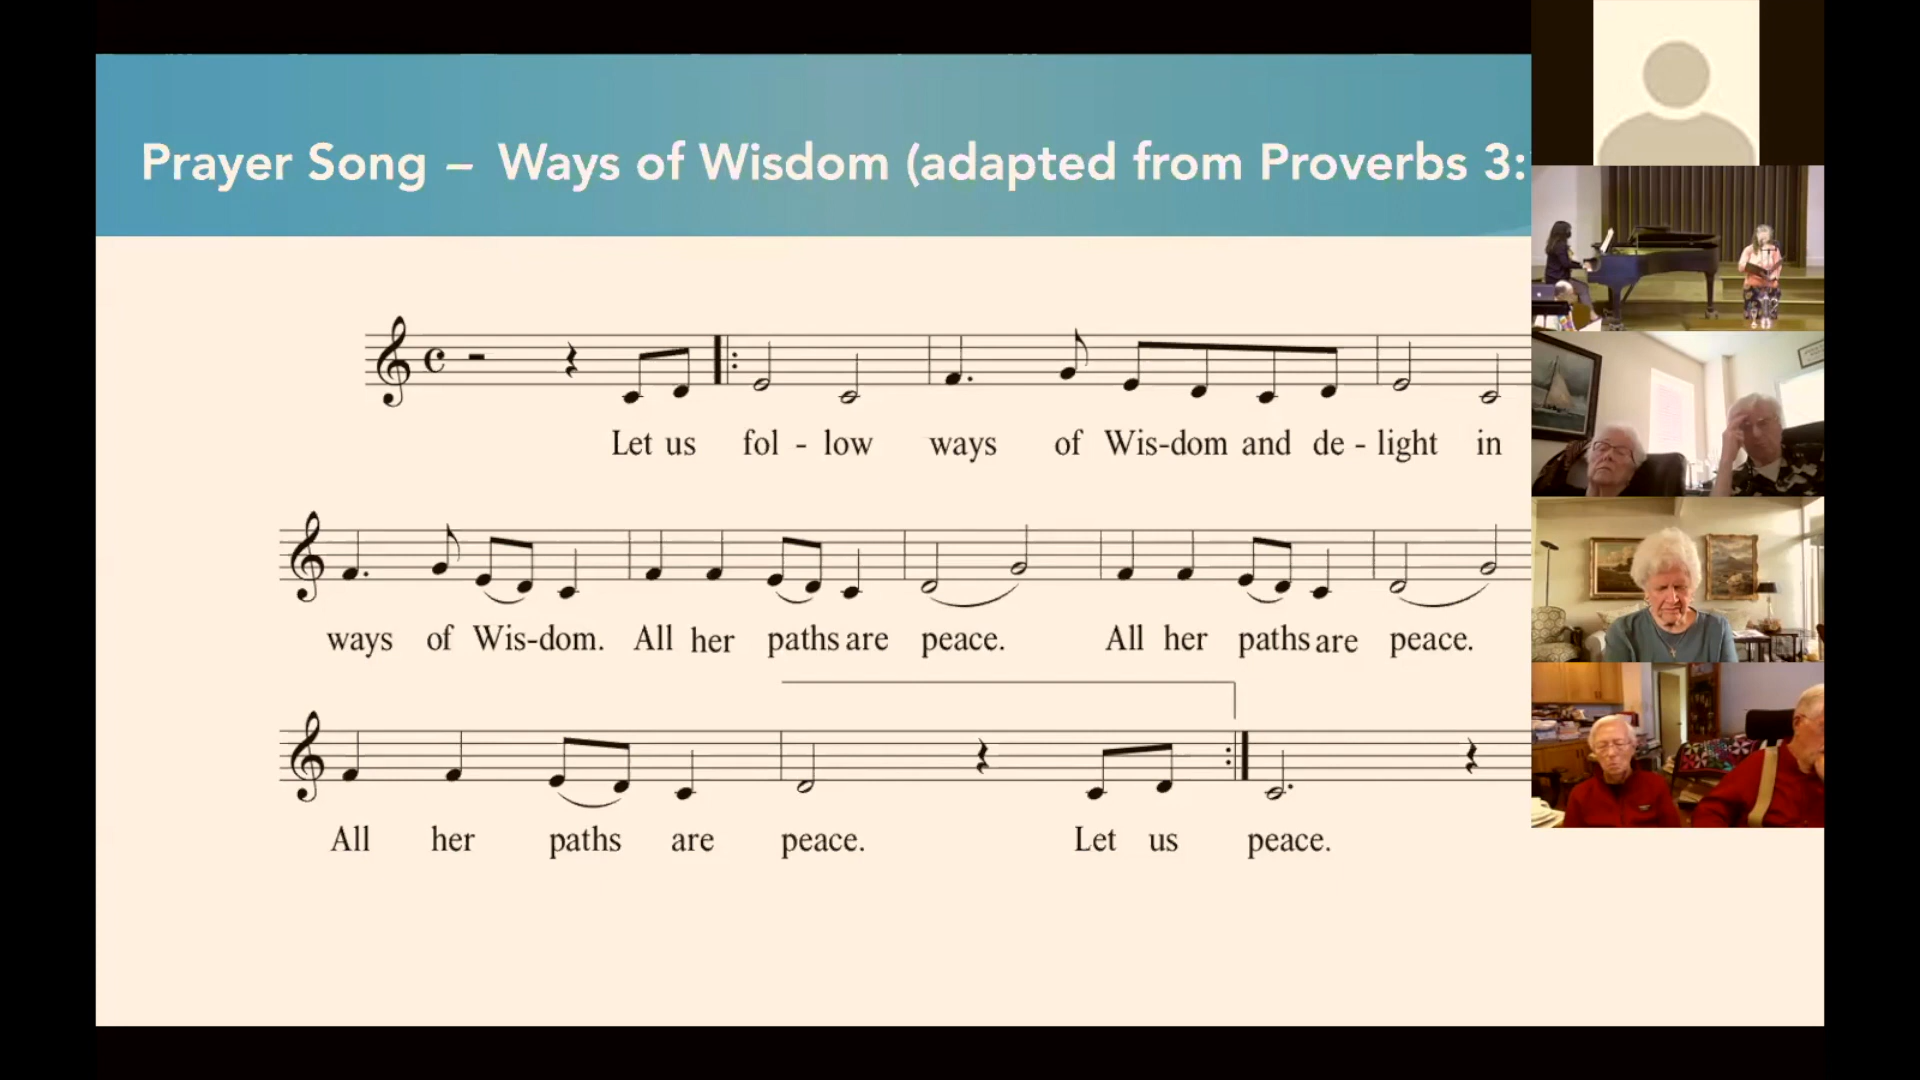 Prayer Song – Ways of Wisdom (adapted from Proverbs 3:
Let us fol - low ways of Wis-dom and de - light in
ways of Wis-dom. All her paths are peace. All her paths are peace.
All her paths are peace. Let us peace.